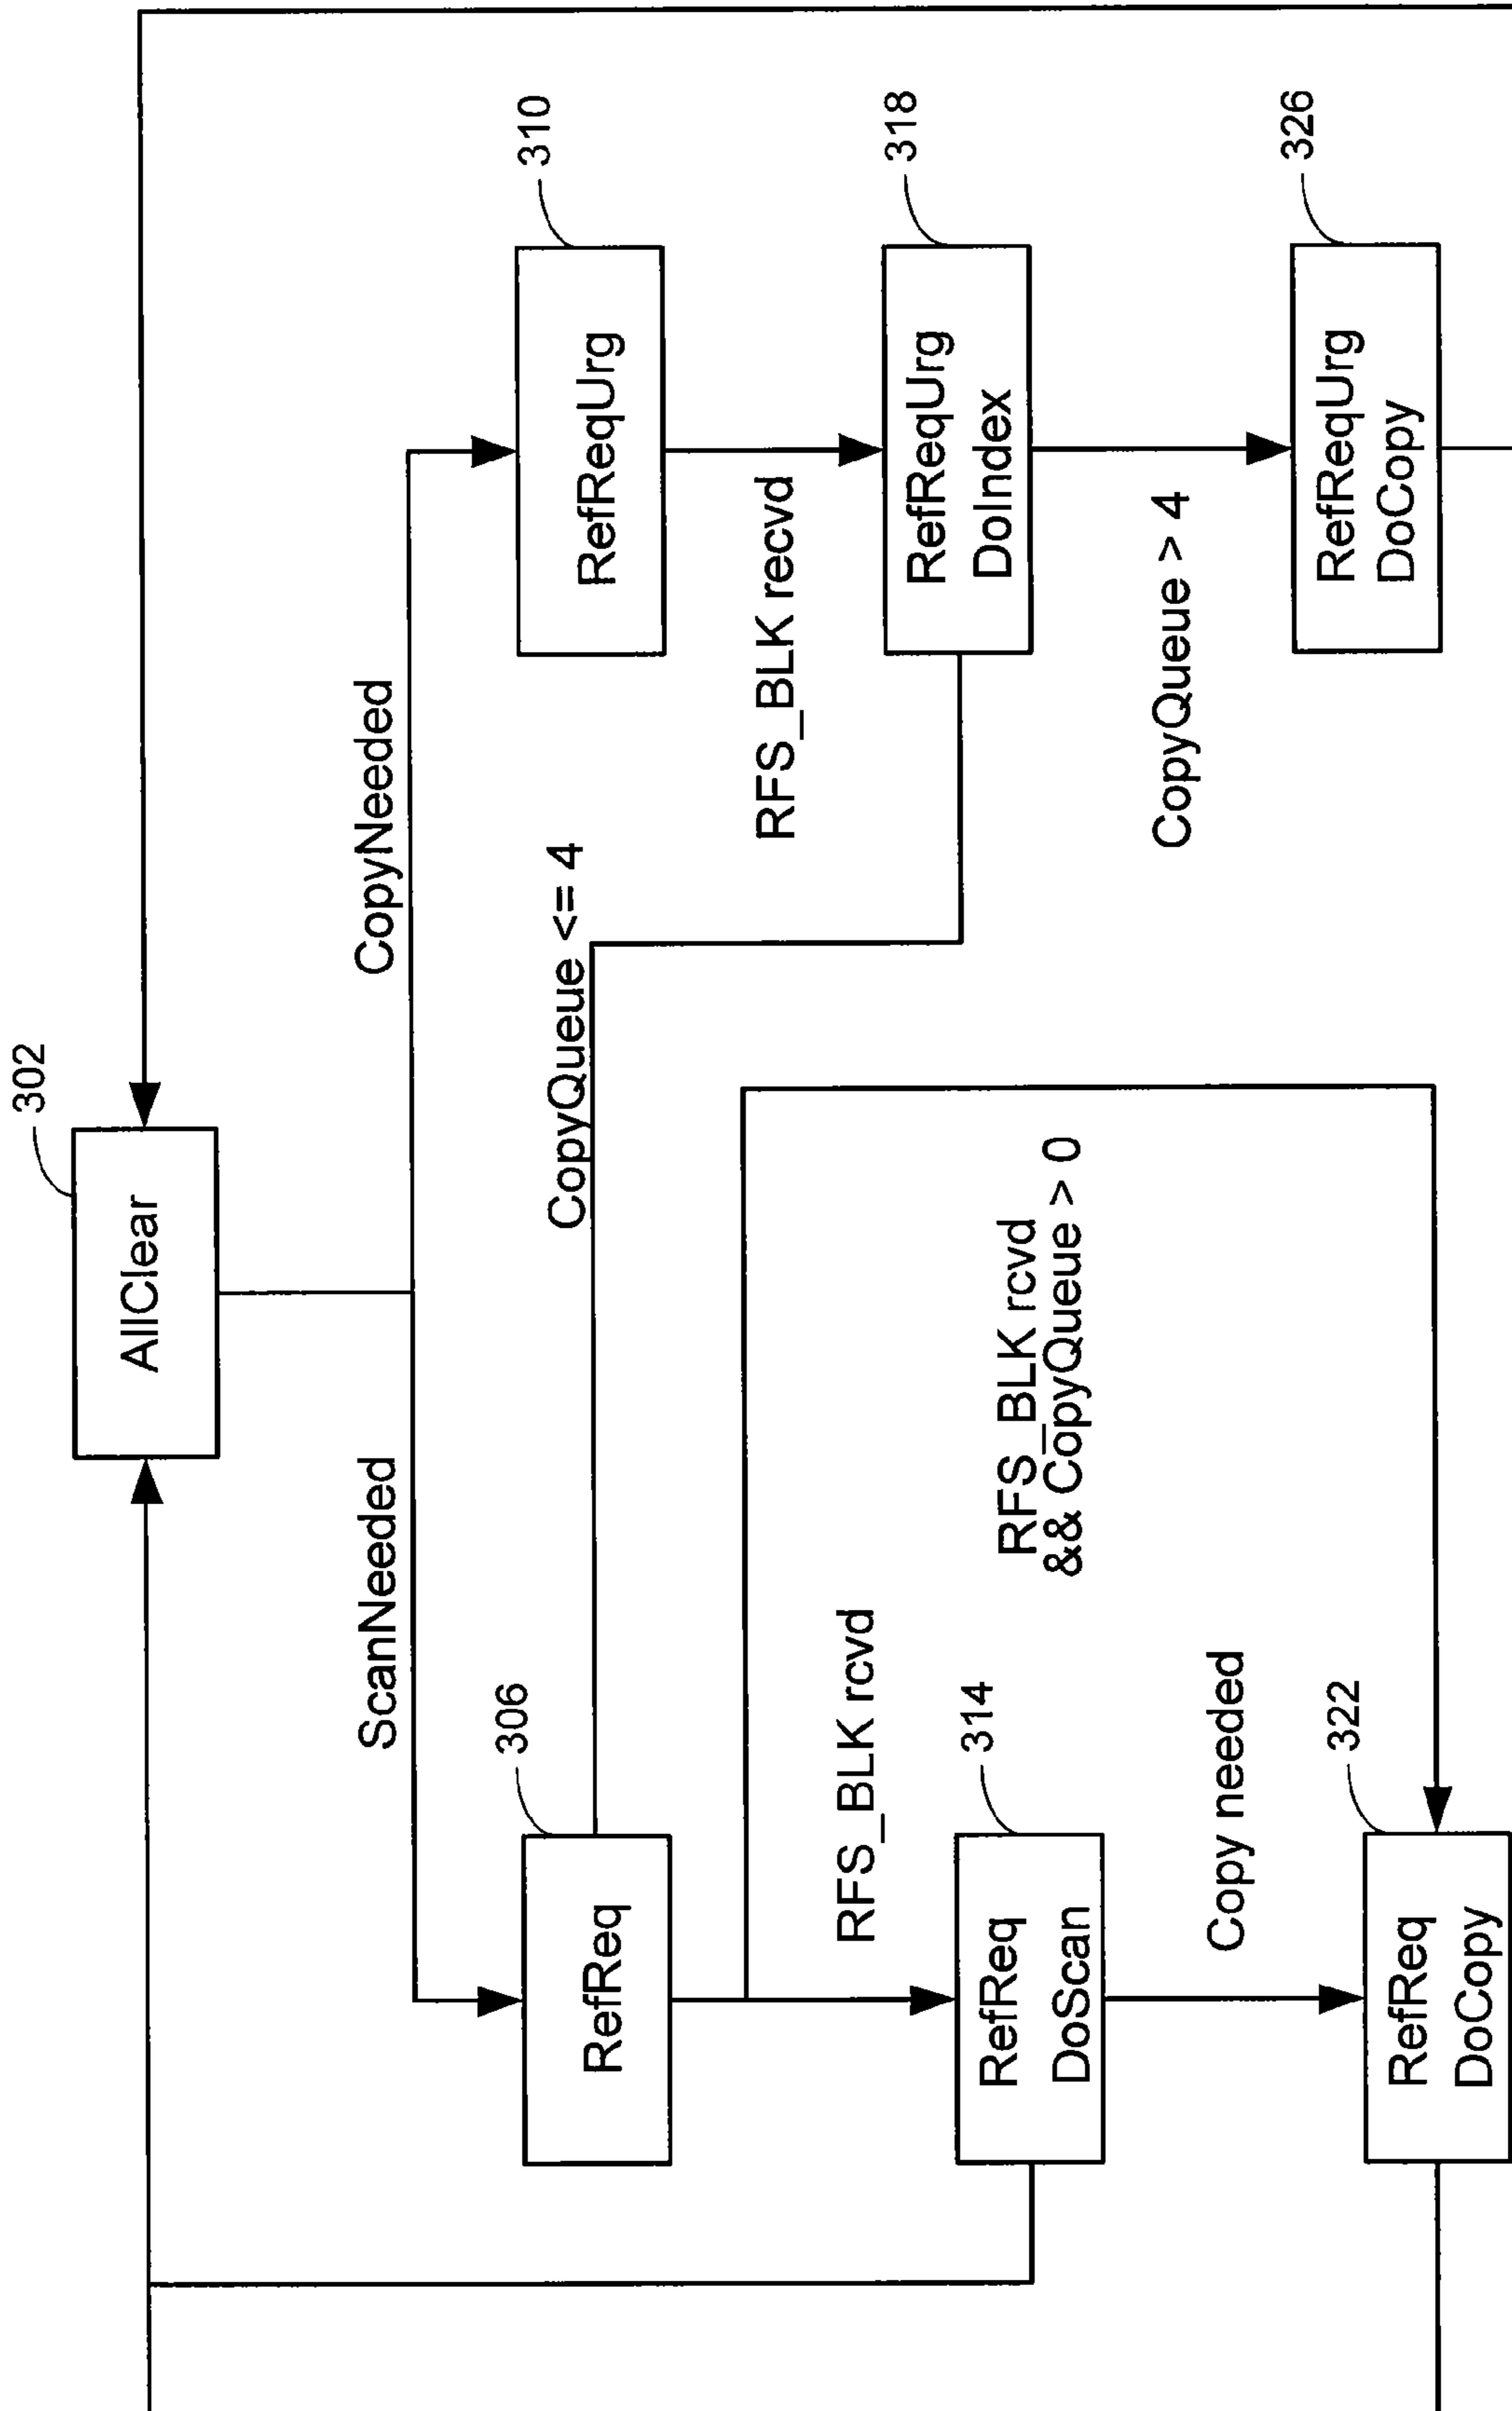 302
AllClear
ScanNeeded
CopyNeeded
306
RefReq
310
RefReqUrg
CopyQueue <= 4
RFS_BLK recvd
RFS_BLK rcvd
314
RefReq
DoScan
RFS_BLK rcvd
&& CopyQueue > 0
318
RefReqUrg
DoIndex
Copy needed
CopyQueue > 4
322
RefReq
DoCopy
326
RefReqUrg
DoCopy